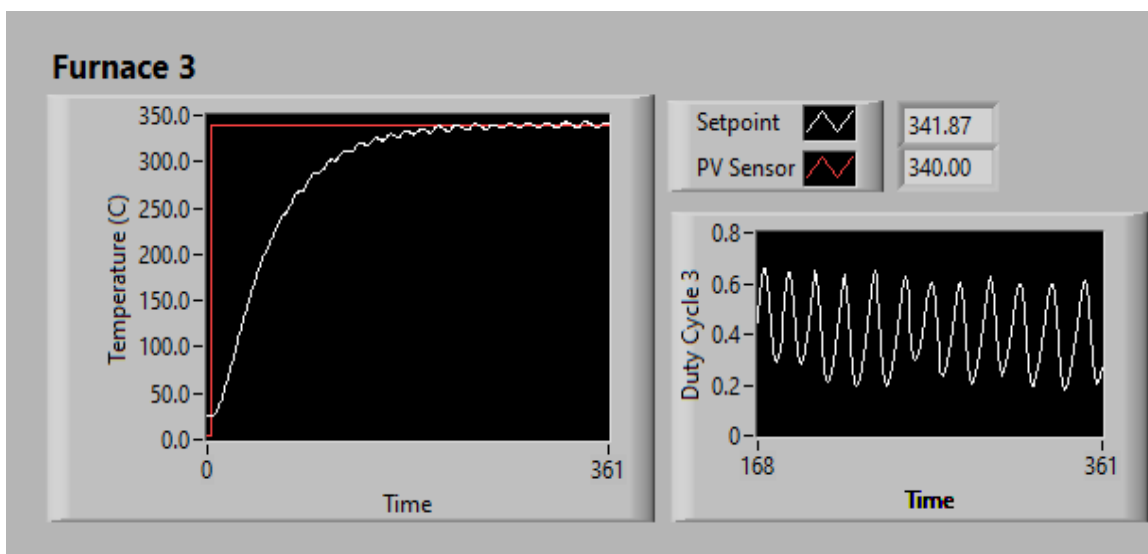 Furnace 3
350.0
300.0
250.0
200.0
150.0
100.0
50.0
0.0
Temperature (C)
0
361
Time
Setpoint
341.87
PV Sensor
340.00
0.8
0.6
0.4
0.2
0
Duty Cycle 3
168
361
Time